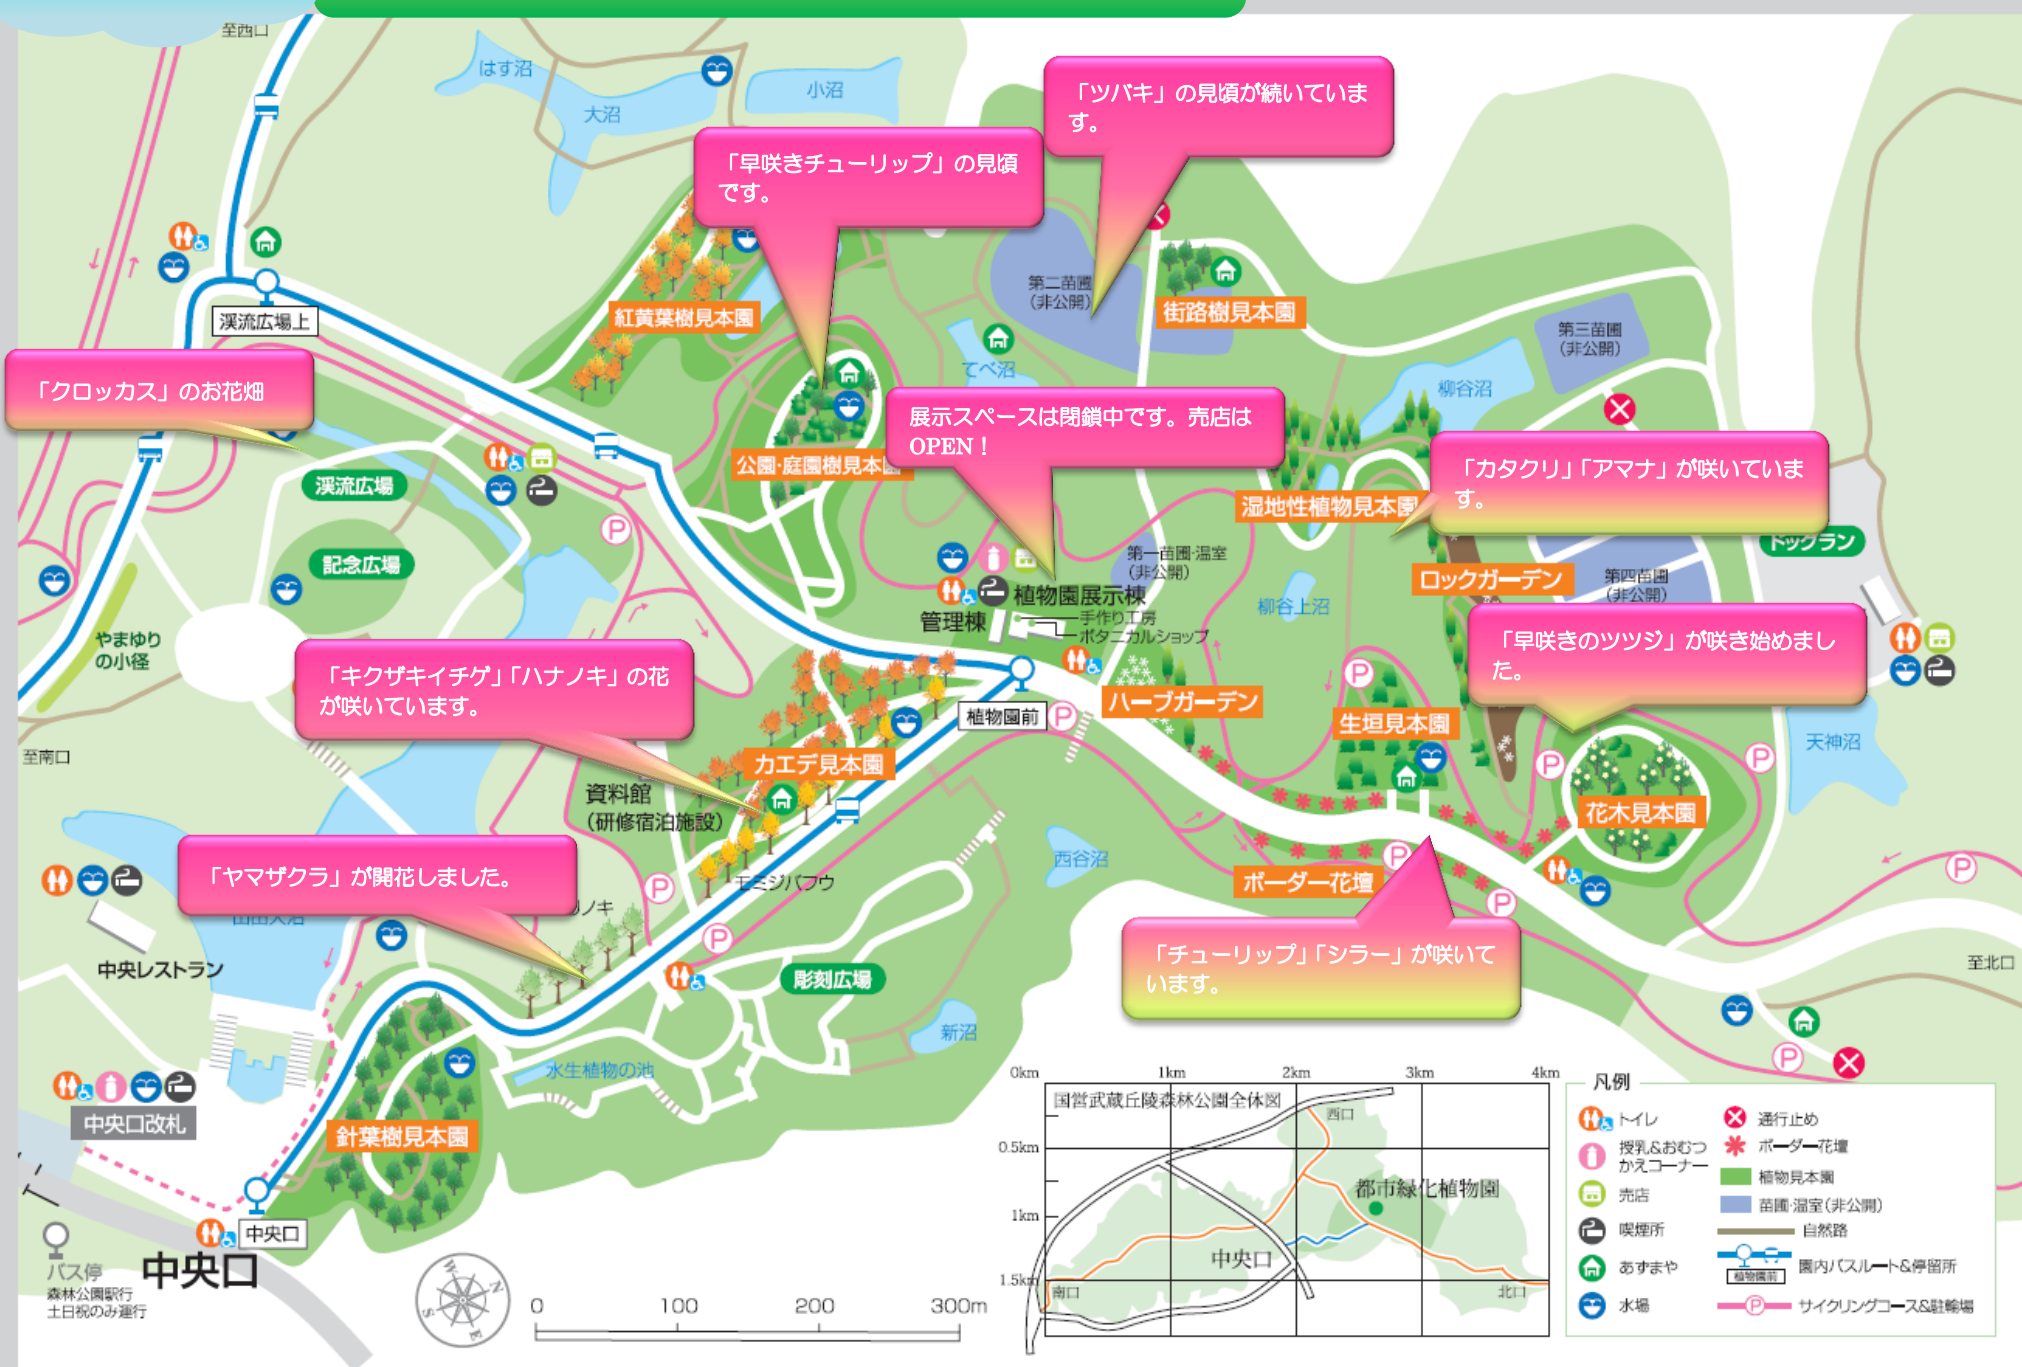 至西口
はす沼
大沼
小沼
「ツバキ」の見頃が続いていま
す。
「早咲きチューリップ」の見頃
です。
渓流広場上
紅黄葉樹見本園
第二苗圃
(非公開)
街路樹見本園
第三苗圃
(非公開)
てべ沼
柳谷沼
「クロッカス」のお花畑
展示スペースは閉鎖中です。売店は
OPEN！
公園・庭園樹見本園
「カタクリ」「アマナ」が咲いていま
す。
渓流広場
湿地性植物見本園
ドッグラン
記念広場
第一苗圃・温室
(非公開)
ロックガーデン
第四苗圃
(非公開)
植物園展示棟
管理棟
手作り工房
ボタニカルショップ
柳谷上沼
やまゆり
の小径
「早咲きのツツジ」が咲き始めまし
た。
「キクザキイチゲ」「ハナノキ」の花
が咲いています。
植物園前
ハーブガーデン
生垣見本園
天神沼
至南口
カエデ見本園
資料館
(研修宿泊施設)
花木見本園
西谷沼
ボーダー花壇
モミジバフウ
「ヤマザクラ」が開花しました。
ノキ
山田大沼
中央レストラン
彫刻広場
「チューリップ」「シラー」が咲いて
います。
至北口
新沼
水生植物の池
中央口改札
針葉樹見本園
中央口
中央口
バス停
森林公園駅行
土日祝のみ運行
N
W
S
E
0
100
200
300m
0km
1km
2km
3km
4km
0.5km
1km
1.5km
国営武蔵丘陵森林公園全体図
西口
都市緑化植物園
中央口
南口
北口
凡例
トイレ
授乳&おむつ
かえコーナー
売店
喫煙所
あずまや
水場
通行止め
ボーダー花壇
植物見本園
苗圃・温室(非公開)
自然路
植物園前
園内バスルート&停留所
サイクリングコース&駐輪場